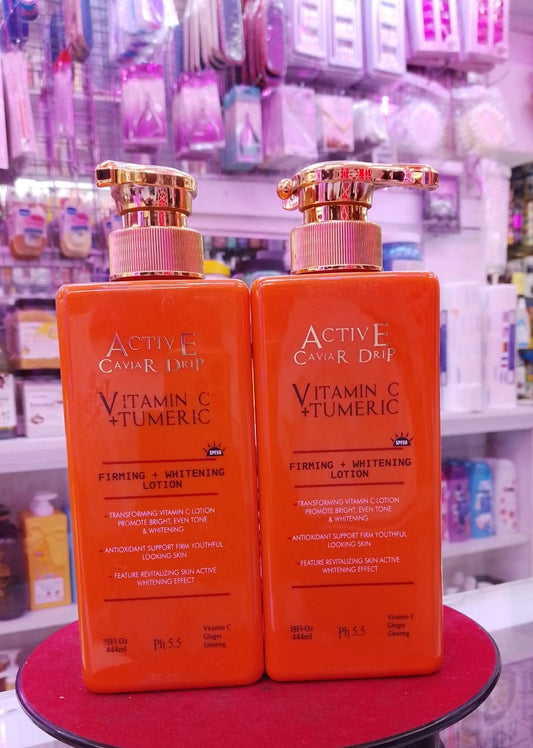 ACTIVE
CAVIAR DRIP
VITAMIN C
+TUMERIC
SPF50
FIRMING + WHITENING
LOTION
- TRANSFORMING VITAMIN C LOTION
PROMOTE BRIGHT, EVEN TONE
& WHITENING
- ANTIOXIDANT SUPPORT FIRM YOUTHFUL
LOOKING SKIN
- FEATURE REVITALIZING SKIN ACTIVE
WHITENING EFFECT
15Fl-Oz
444ml
Ph 5.5
Vitamin C
Ginger
Ginseng
ACTIVE
CAVIAR DRIP
VITAMIN C
+TUMERIC
SPF50
FIRMING + WHITENING
LOTION
- TRANSFORMING VITAMIN C LOTION
PROMOTE BRIGHT, EVEN TONE
& WHITENING
- ANTIOXIDANT SUPPORT FIRM YOUTHFUL
LOOKING SKIN
- FEATURE REVITALIZING SKIN ACTIVE
WHITENING EFFECT
15Fl-Oz
444ml
Ph 5.5
Vitamin C
Ginger
Ginseng